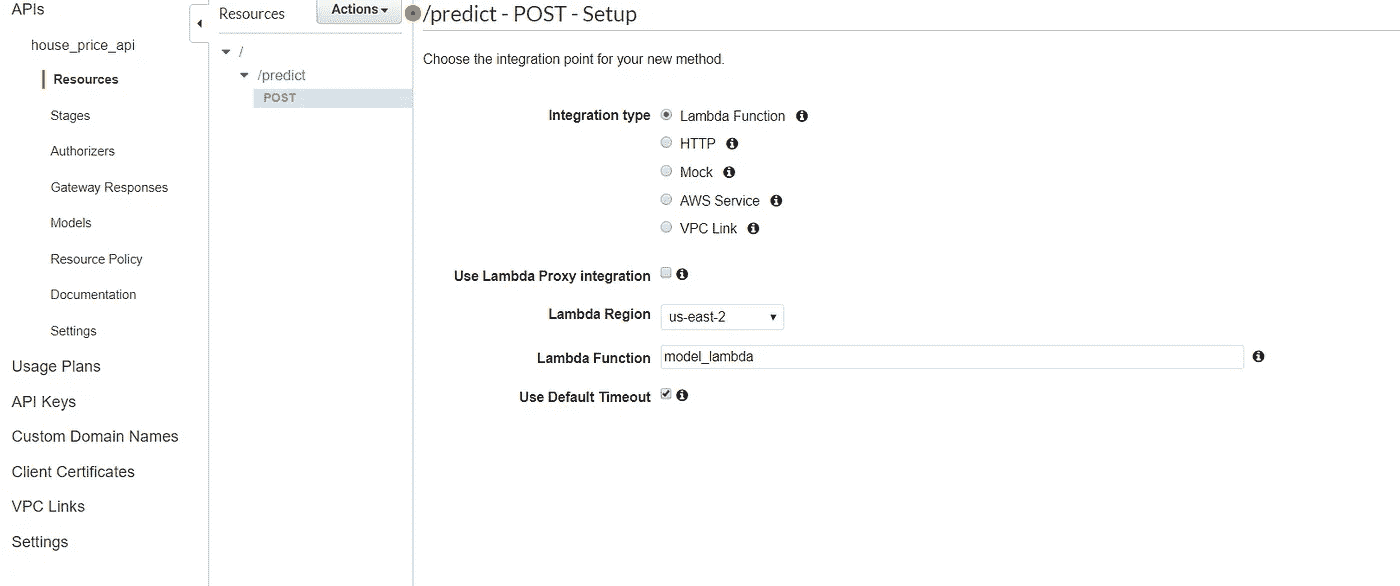 APIs
house_price_api
Resources
Stages
Authorizers
Gateway Responses
Models
Resource Policy
Documentation
Settings
Usage Plans
API Keys
Custom Domain Names
Client Certificates
VPC Links
Settings
Resources
Actions
/
/predict
POST
/predict - POST - Setup
Choose the integration point for your new method.
Integration type
Lambda Function
HTTP
Mock
AWS Service
VPC Link
Use Lambda Proxy integration
Lambda Region us-east-2
Lambda Function model_lambda
Use Default Timeout